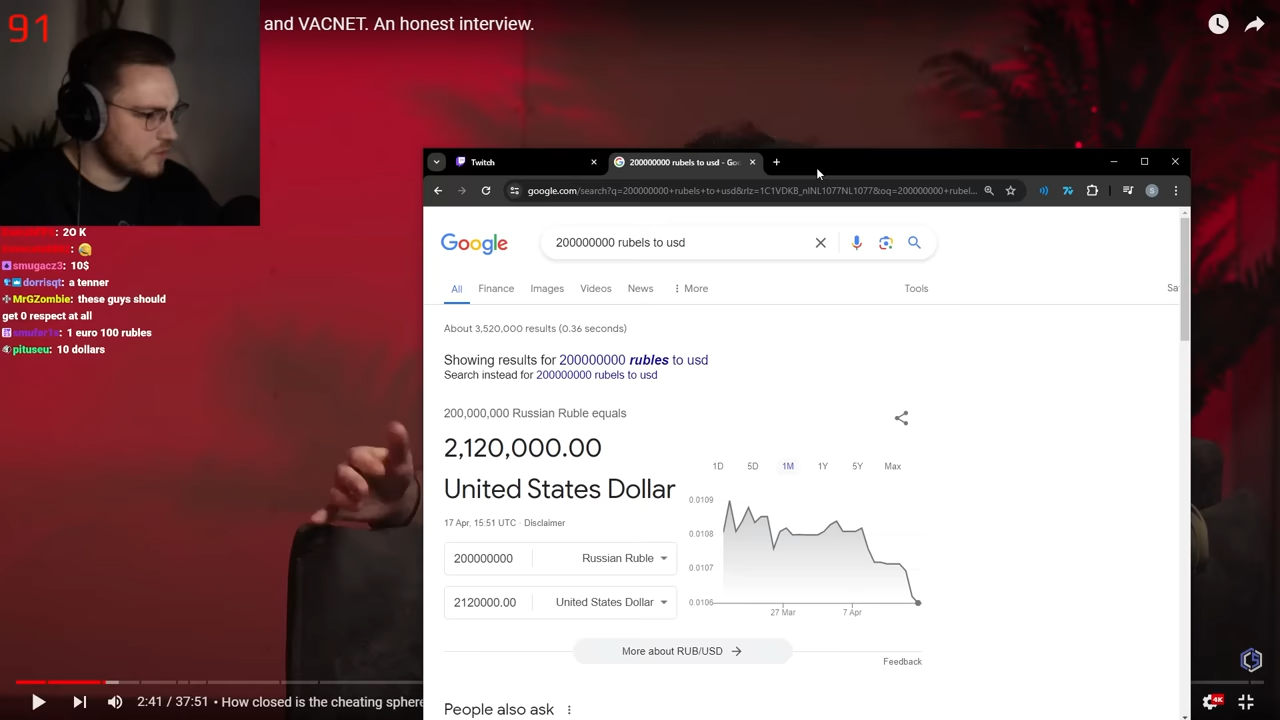 91
and VACNET. An honest interview.
20 K
smugacz3: 10$
dorrisqt: a tenner
MrGZombie: these guys should
get 0 respect at all
smufer1s: 1 euro 100 rubles
pituseu: 10 dollars
Twitch
200000000 rubels to usd - Goo
google.com/search?q=200000000+rubels+to+usd&rlz=1C1VDKB_nlNL1077NL1077&oq=200000000+rubel...
S
Google
200000000 rubels to usd
All Finance Images Videos News More Tools
About 3,520,000 results (0.36 seconds)
Showing results for 200000000 rubles to usd
Search instead for 200000000 rubels to usd
200,000,000 Russian Ruble equals
2,120,000.00
United States Dollar
17 Apr, 15:51 UTC · Disclaimer
200000000 Russian Ruble
2120000.00 United States Dollar
1D 5D 1M 1Y 5Y Max
0.0109
0.0108
0.0107
0.0106
27 Mar 7 Apr
More about RUB/USD
Feedback
People also ask
2:41 / 37:51 • How closed is the cheating sphere
4K